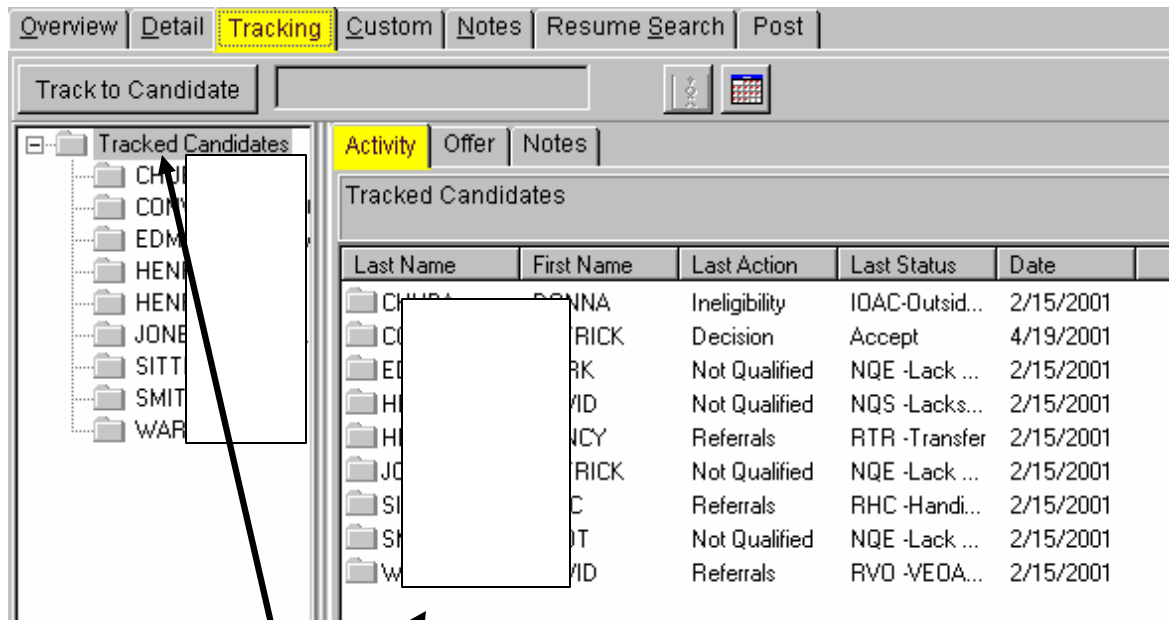 Overview Detail Tracking Custom Notes Resume Search Post
Track to Candidate
Tracked Candidates
Activity Offer Notes
Tracked Candidates
Last Name First Name Last Action Last Status Date
Ineligibility IOAC-Outsid... 2/15/2001
Decision Accept 4/19/2001
Not Qualified NQE -Lack ... 2/15/2001
Not Qualified NQS -Lacks... 2/15/2001
Referrals RTR -Transfer 2/15/2001
Not Qualified NQE -Lack ... 2/15/2001
Referrals RHC -Handi... 2/15/2001
Not Qualified NQE -Lack ... 2/15/2001
Referrals RVO -VEOA... 2/15/2001